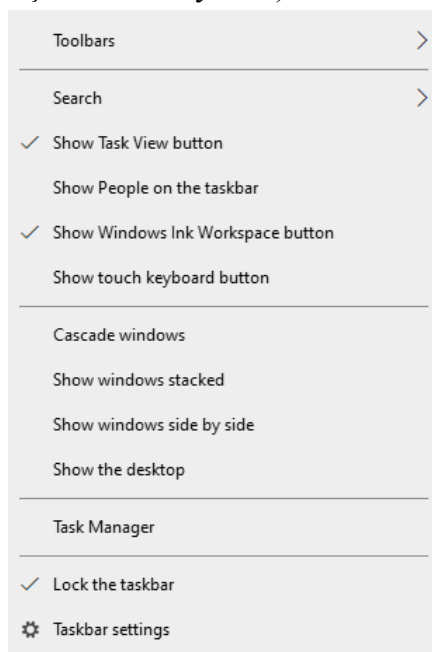 Toolbars
Search
Show Task View button
Show People on the taskbar
Show Windows Ink Workspace button
Show touch keyboard button
Cascade windows
Show windows stacked
Show windows side by side
Show the desktop
Task Manager
Lock the taskbar
Taskbar settings